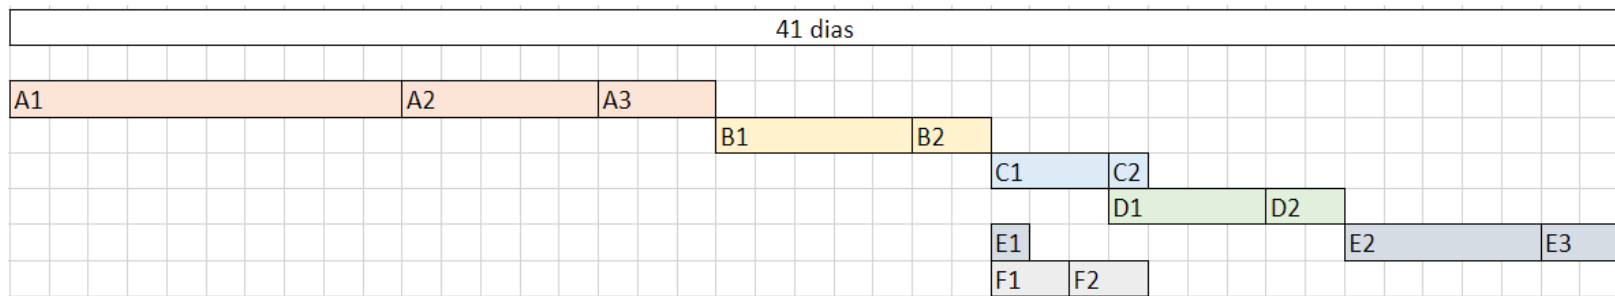 41 dias
A1 A2 A3
B1 B2
C1 C2
D1 D2
E1 E2 E3
F1 F2